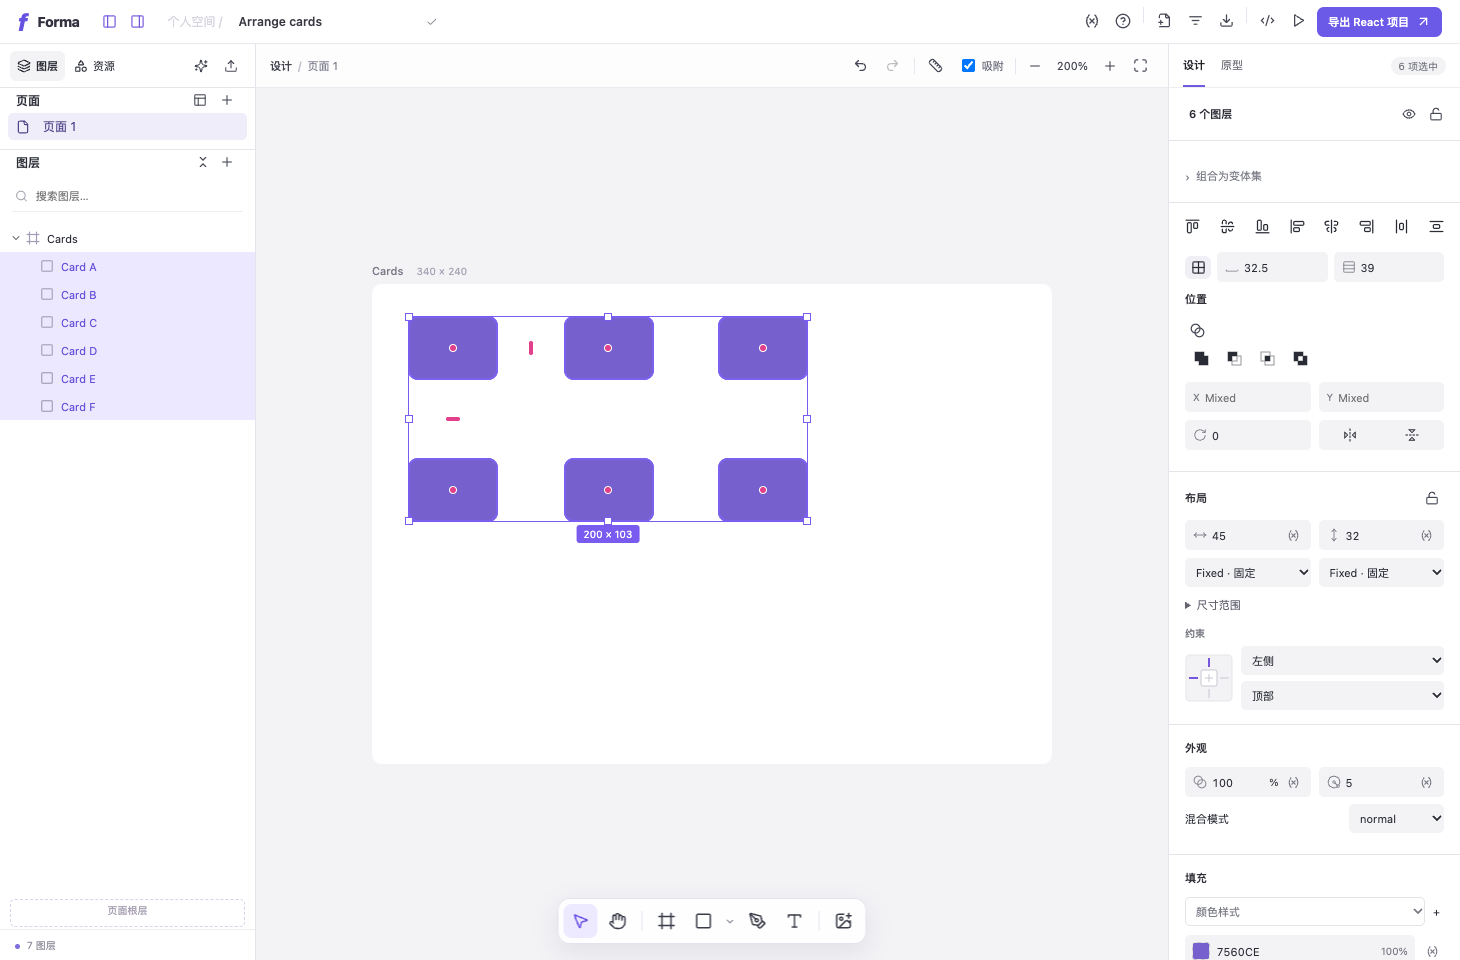 Forma
个人空间 /
Arrange cards
导出 React 项目
图层
资源
设计 / 页面 1
吸附
200%
设计
原型
6 项选中
页面
页面 1
图层
搜索图层...
Cards
Card A
Card B
Card C
Card D
Card E
Card F
页面根层
7 图层
Cards 340 × 240
200 × 103
6 个图层
组合为变体集
32.5
39
位置
X Mixed
Y Mixed
0
布局
45
32
Fixed · 固定
Fixed · 固定
尺寸范围
约束
左侧
顶部
外观
100 %
5
混合模式
normal
填充
颜色样式
7560CE
100%